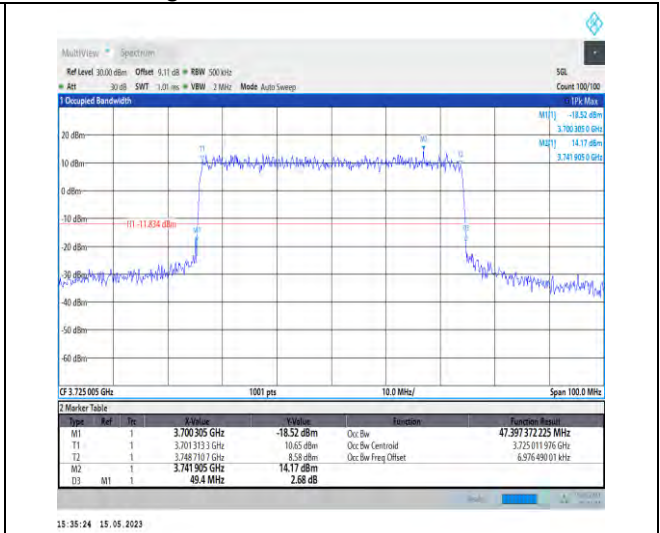 MultiView Spectrum
Ref Level 30.00 dBm Offset 9.11 dB RBW 500 kHz SGL
Att 30 dB SWT 1.01 ms VBW 2 MHz Mode Auto Sweep Count 100/100
1 Occupied Bandwidth 1Pk Max
M1[1] -18.52 dBm
3.700 305 0 GHz
M2[1] 14.17 dBm
3.741 905 0 GHz
20 dBm
M2
T1
T2
10 dBm
0 dBm
-10 dBm
H1 -11.834 dBm
M1
-20 dBm
-30 dBm
-40 dBm
-50 dBm
-60 dBm
CF 3.725 005 GHz 1001 pts 10.0 MHz/ Span 100.0 MHz
2 Marker Table
Type Ref Trc X-Value Y-Value Function Function Result
M1 1 3.700 305 GHz -18.52 dBm Occ Bw 47.397 372 225 MHz
T1 1 3.701 313 3 GHz 10.65 dBm Occ Bw Centroid 3.725 011 976 GHz
T2 1 3.748 710 7 GHz 8.58 dBm Occ Bw Freq Offset 6.976 490 01 kHz
M2 1 3.741 905 GHz 14.17 dBm
D3 M1 1 49.4 MHz 2.68 dB
15:35:24 15.05.2023